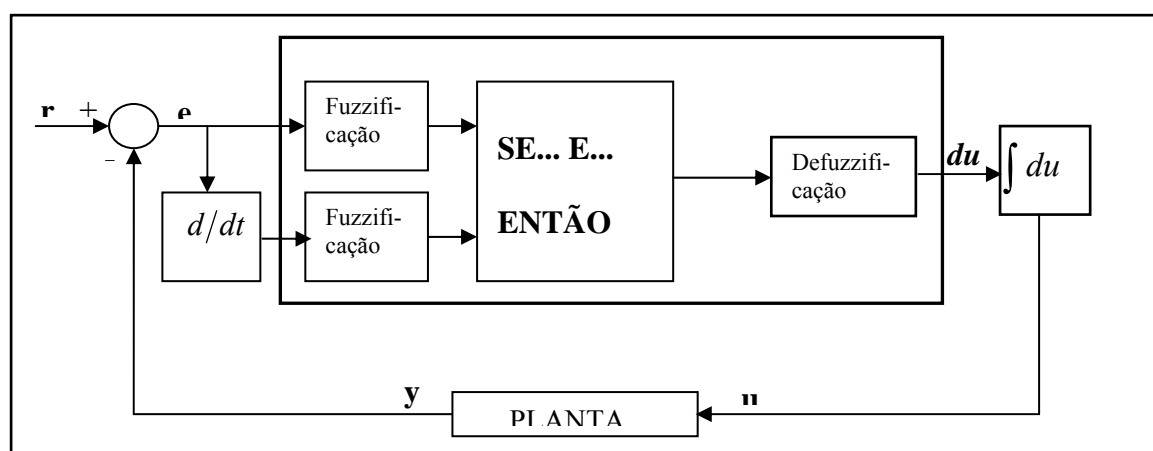 r
+
e
-
d/dt
Fuzzifi-
cação
Fuzzifi-
cação
SE... E...
ENTÃO
Defuzzifi-
cação
du
∫ du
y
PLANTA
u